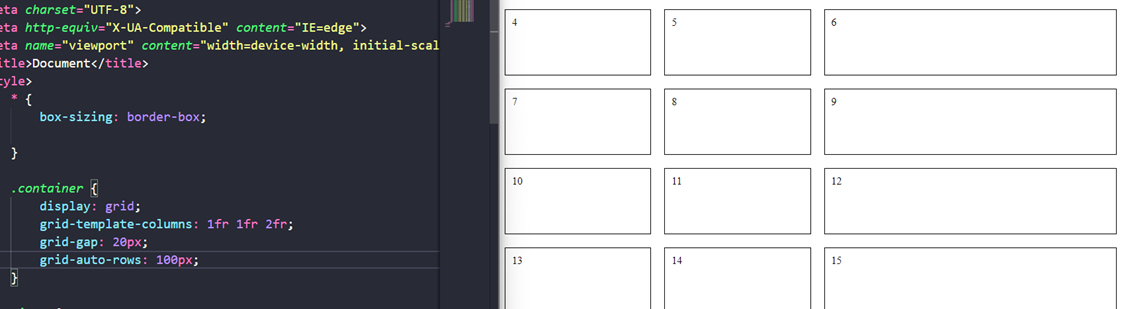 eta charset="UTF-8">
eta http-equiv="X-UA-Compatible" content="IE=edge">
eta name="viewport" content="width=device-width, initial-scal
itle>Document</title>
tyle>
* {
box-sizing: border-box;
}
.container {
display: grid;
grid-template-columns: 1fr 1fr 2fr;
grid-gap: 20px;
grid-auto-rows: 100px;
}
4 5 6
7 8 9
10 11 12
13 14 15